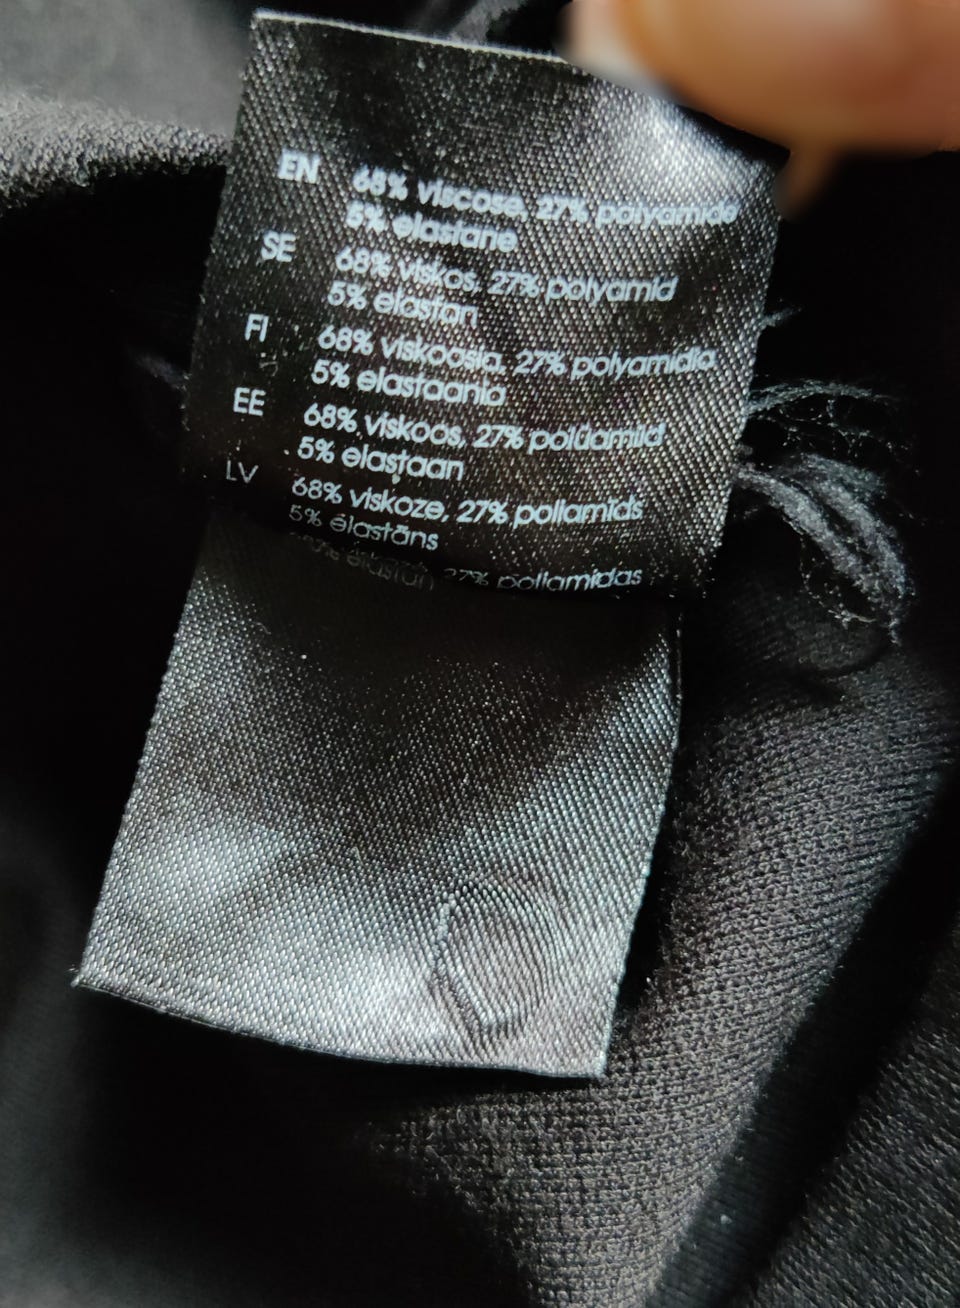 EN 68% viscose, 27% polyamide
5% elastane
SE 68% viskos, 27% polyamid
5% elastan
FI 68% viskoosia, 27% polyamidia
5% elastaania
EE 68% viskoos, 27% polüamiid
5% elastaan
LV 68% viskoze, 27% poliamīds
5% elastāns
27% poliamidas